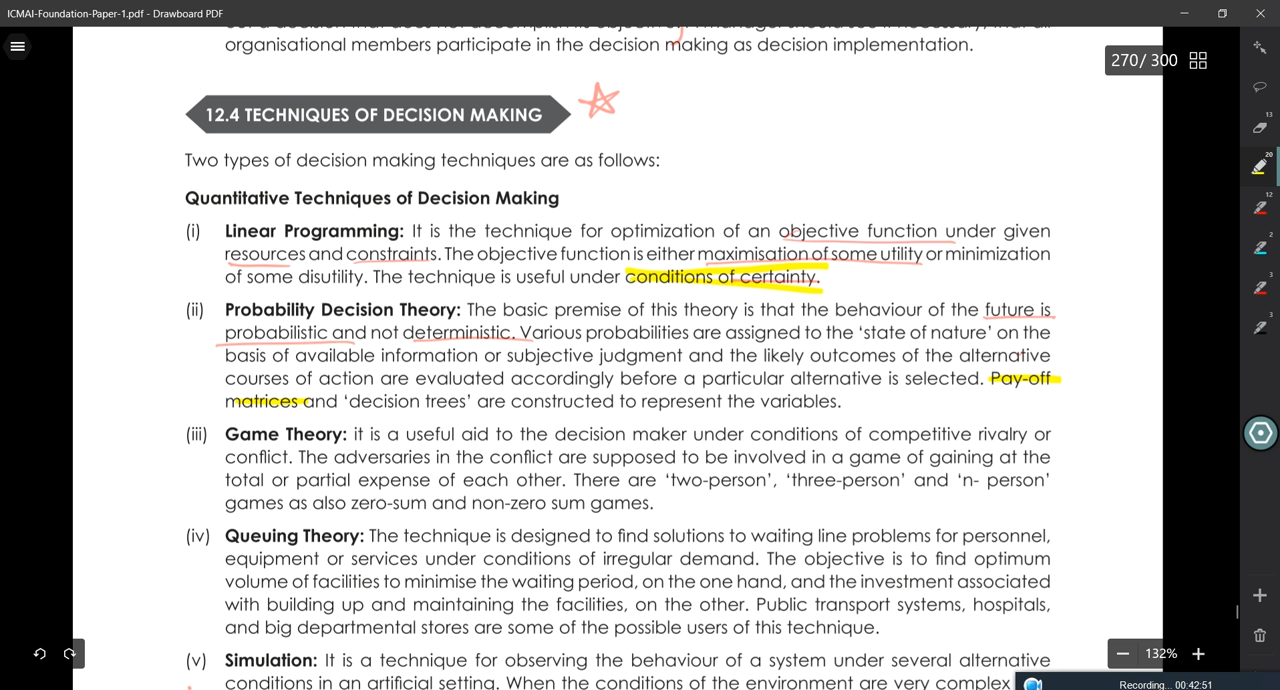 ICMAI-Foundation-Paper-1.pdf - Drawboard PDF
organisational members participate in the decision making as decision implementation.
270/ 300
12.4 TECHNIQUES OF DECISION MAKING
Two types of decision making techniques are as follows:
Quantitative Techniques of Decision Making
(i) Linear Programming: It is the technique for optimization of an objective function under given
resources and constraints. The objective function is either maximisation of some utility or minimization
of some disutility. The technique is useful under conditions of certainty.
(ii) Probability Decision Theory: The basic premise of this theory is that the behaviour of the future is
probabilistic and not deterministic. Various probabilities are assigned to the ‘state of nature’ on the
basis of available information or subjective judgment and the likely outcomes of the alternative
courses of action are evaluated accordingly before a particular alternative is selected. Pay-off
matrices and ‘decision trees’ are constructed to represent the variables.
(iii) Game Theory: it is a useful aid to the decision maker under conditions of competitive rivalry or
conflict. The adversaries in the conflict are supposed to be involved in a game of gaining at the
total or partial expense of each other. There are ‘two-person’, ‘three-person’ and ‘n- person’
games as also zero-sum and non-zero sum games.
(iv) Queuing Theory: The technique is designed to find solutions to waiting line problems for personnel,
equipment or services under conditions of irregular demand. The objective is to find optimum
volume of facilities to minimise the waiting period, on the one hand, and the investment associated
with building up and maintaining the facilities, on the other. Public transport systems, hospitals,
and big departmental stores are some of the possible users of this technique.
(v) Simulation: It is a technique for observing the behaviour of a system under several alternative
conditions in an artificial setting. When the conditions of the environment are very complex
13
20
12
2
3
3
132%
Recording... 00:42:51